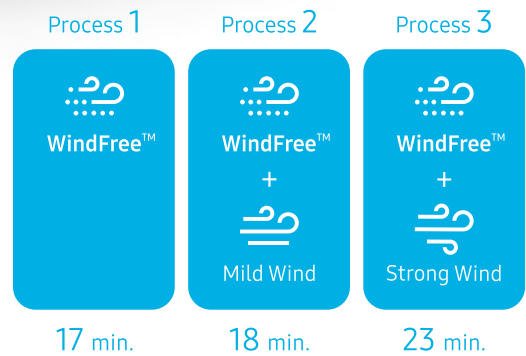 Process 1
WindFree™
17 min.
Process 2
WindFree™
+
Mild Wind
18 min.
Process 3
WindFree™
+
Strong Wind
23 min.